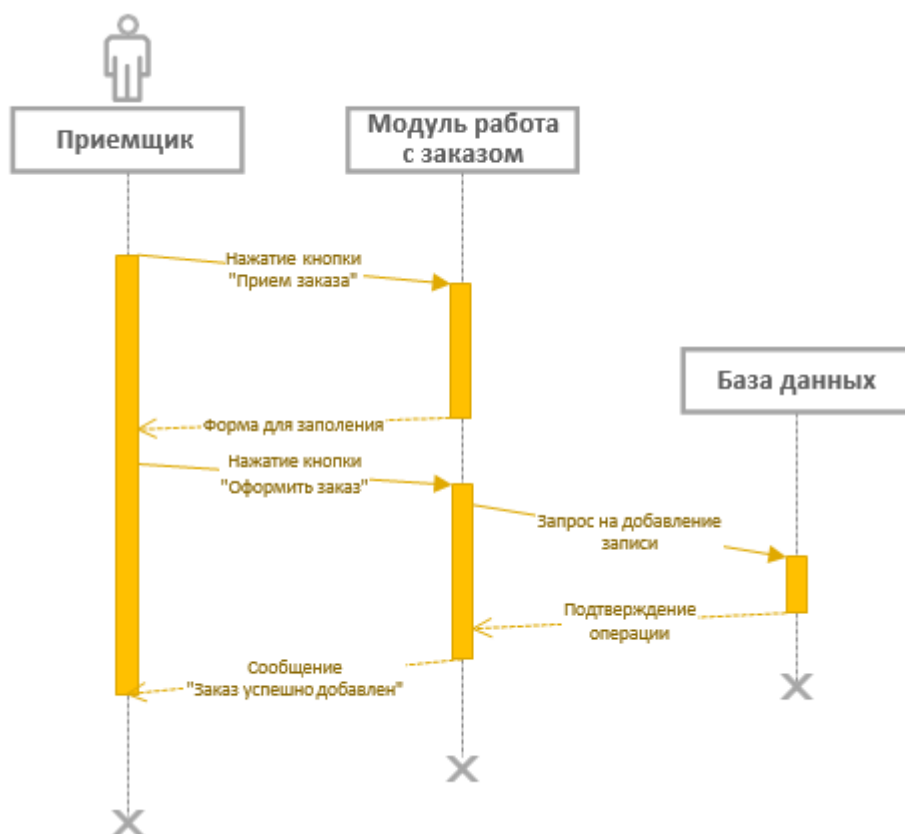 Приемщик
Модуль работа
с заказом
Нажатие кнопки
"Прием заказа"
База данных
Форма для заполения
Нажатие кнопки
"Оформить заказ"
Запрос на добавление
записи
Подтверждение
операции
Сообщение
"Заказ успешно добавлен"